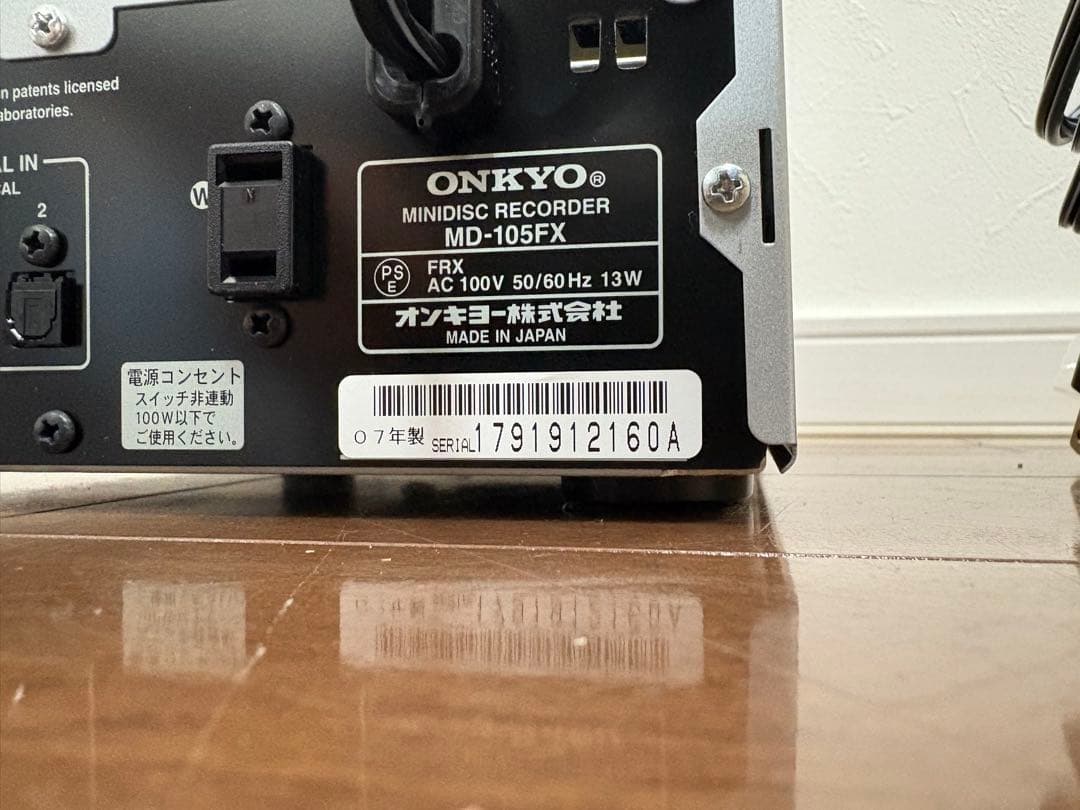 n patents licensed
aboratories.
AL IN
CAL
2
W
N
ONKYO®
MINIDISC RECORDER
MD-105FX
PS
E
FRX
AC 100V 50/60Hz 13W
オンキヨー株式会社
MADE IN JAPAN
電源コンセント
スイッチ非連動
100W以下で
ご使用ください。
07年製 SERIAL1791912160A